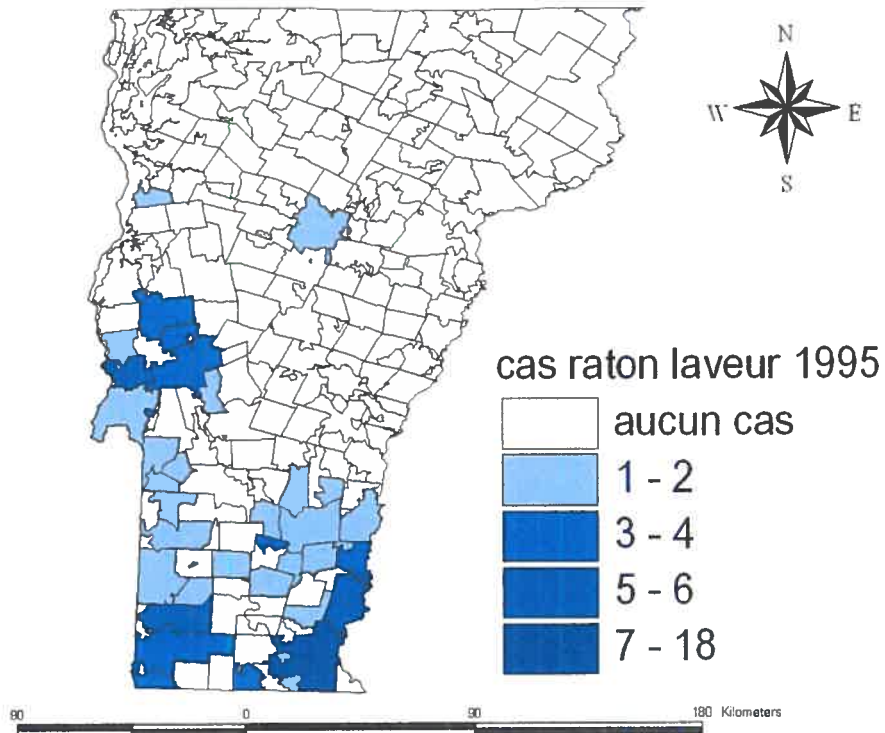 N
W E
S
cas raton laveur 1995
aucun cas
1 - 2
3 - 4
5 - 6
7 - 18
90 0 90 180 Kilometers